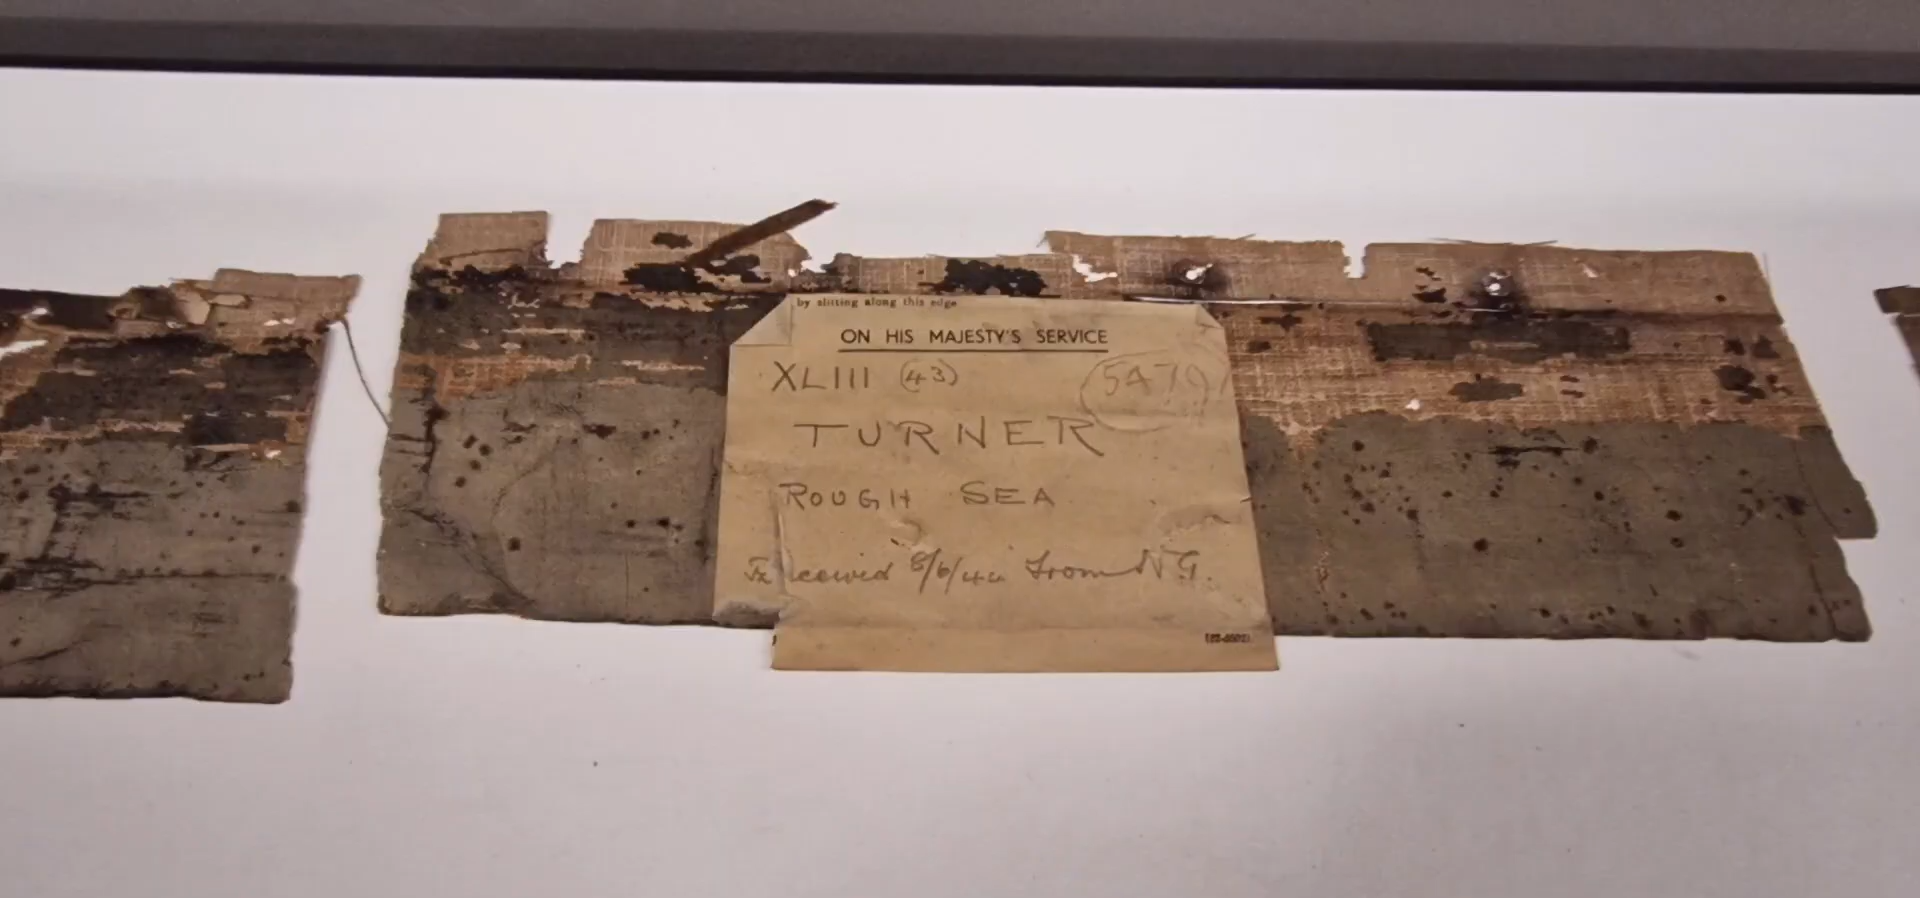 by slitting along this edge
ON HIS MAJESTY'S SERVICE
XLIII (43) 5479
TURNER
ROUGH SEA
Received 8/6/44 from N.G.